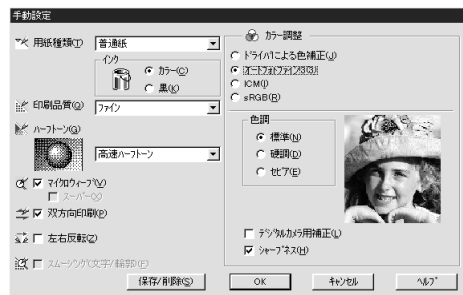 手動設定
用紙種類(T)
普通紙
インク
カラー(C)
黒(K)
印刷品質(Q)
ファイン
ハーフトーン(G)
高速ハーフトーン
マイクロウィーブ(V)
スーパー(X)
双方向印刷(P)
左右反転(Z)
スムージング(文字/輪郭)(F)
保存/削除(S)
カラー調整
ドライバによる色補正(J)
オートフォトファイン!3(3)
ICM(I)
sRGB(R)
色調
標準(N)
硬調(D)
セピア(E)
デジタルカメラ用補正(L)
シャープネス(H)
OK
キャンセル
ヘルプ